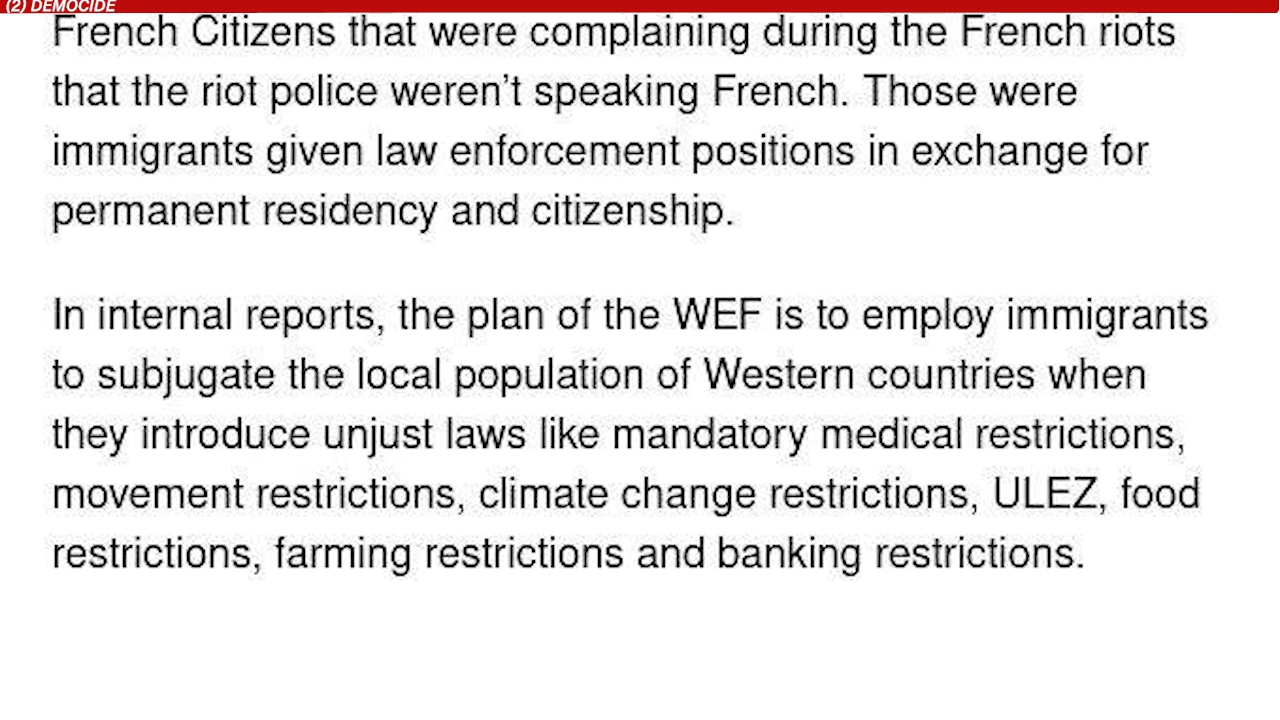 (2) DEMOCIDE
French Citizens that were complaining during the French riots
that the riot police weren’t speaking French. Those were
immigrants given law enforcement positions in exchange for
permanent residency and citizenship.
In internal reports, the plan of the WEF is to employ immigrants
to subjugate the local population of Western countries when
they introduce unjust laws like mandatory medical restrictions,
movement restrictions, climate change restrictions, ULEZ, food
restrictions, farming restrictions and banking restrictions.